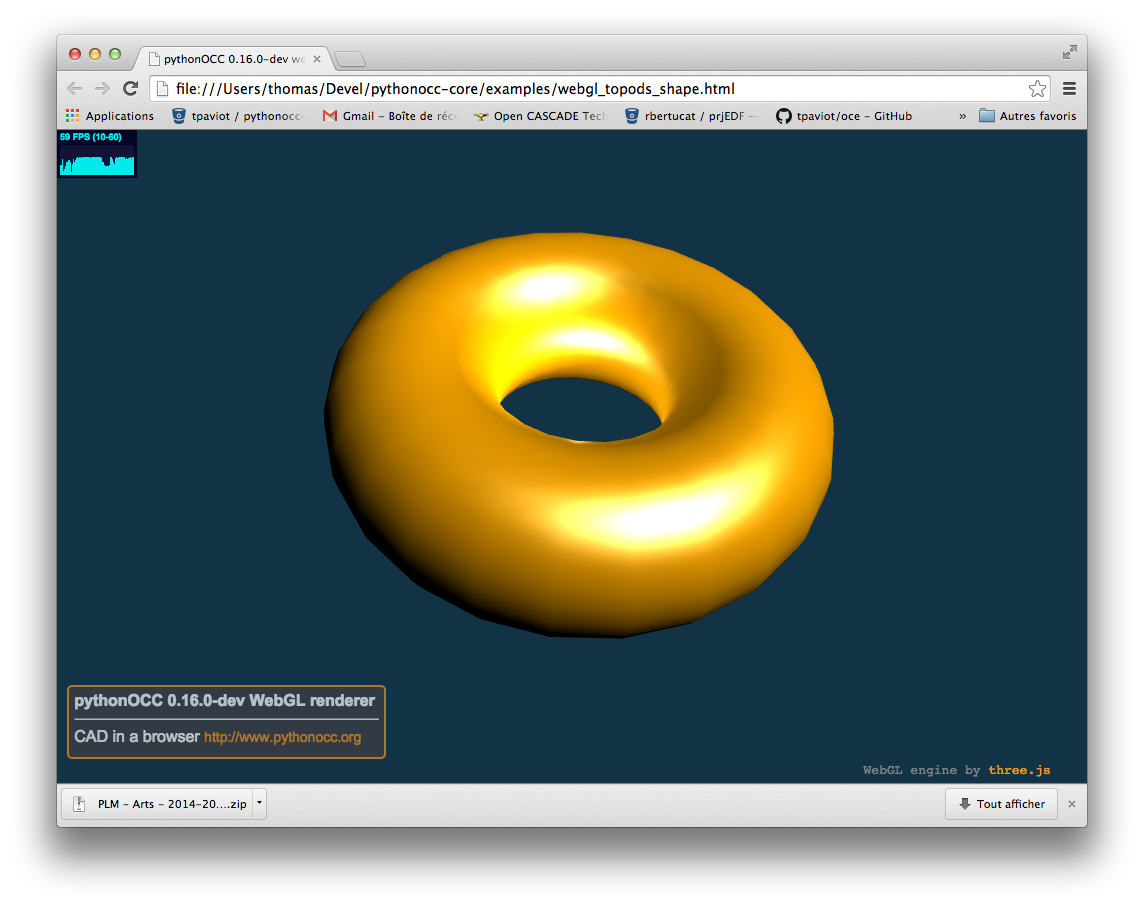 pythonOCC 0.16.0-dev we
file:///Users/thomas/Devel/pythonocc-core/examples/webgl_topods_shape.html
Applications tpaviot / pythonocc- Gmail – Boîte de réc Open CASCADE Tech rbertucat / prjEDF — tpaviot/oce – GitHub » Autres favoris
59 FPS (10-60)
pythonOCC 0.16.0-dev WebGL renderer
CAD in a browser http://www.pythonocc.org
WebGL engine by three.js
PLM – Arts – 2014–20....zip Tout afficher